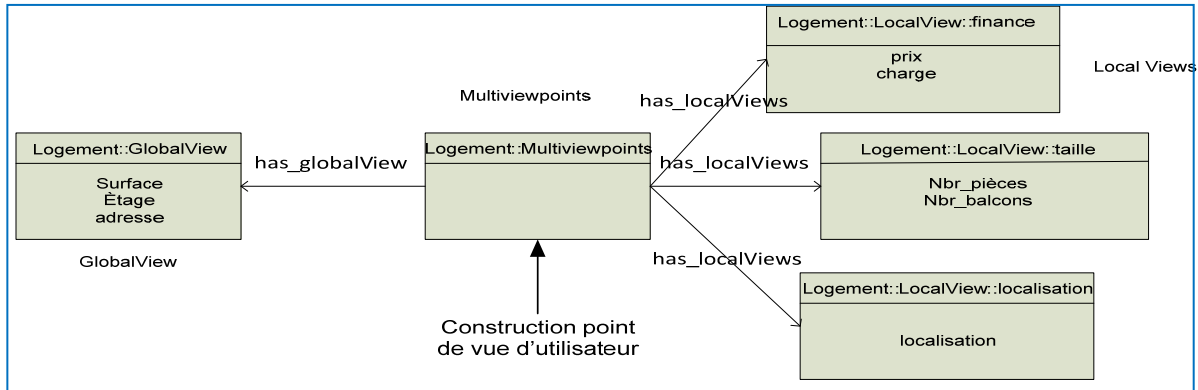 Logement::LocalView::finance
prix
charge
Local Views
Multiviewpoints
has_localViews
Logement::GlobalView
Surface
Ètage
adresse
has_globalView
Logement::Multiviewpoints
has_localViews
Logement::LocalView::taille
Nbr_pièces
Nbr_balcons
GlobalView
has_localViews
Logement::LocalView::localisation
localisation
Construction point
de vue d'utilisateur